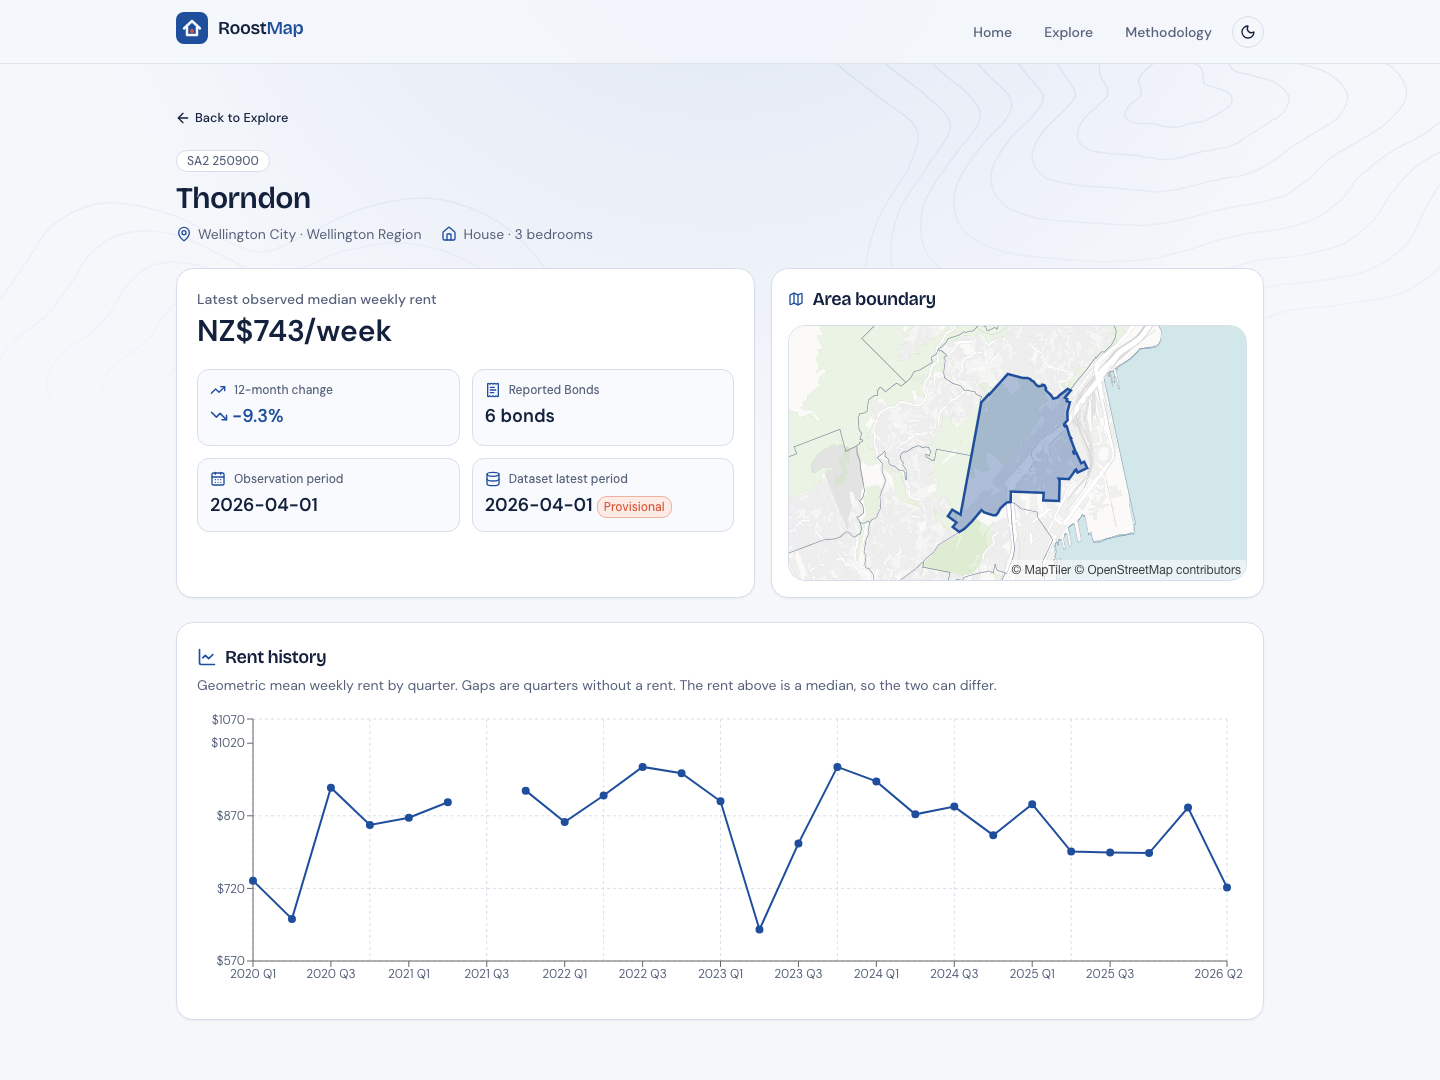 RoostMap
Home
Explore
Methodology
Back to Explore
SA2 250900
Thorndon
Wellington City · Wellington Region
House · 3 bedrooms
Latest observed median weekly rent
NZ$743/week
12-month change
-9.3%
Reported Bonds
6 bonds
Observation period
2026-04-01
Dataset latest period
2026-04-01 Provisional
Area boundary
© MapTiler © OpenStreetMap contributors
Rent history
Geometric mean weekly rent by quarter. Gaps are quarters without a rent. The rent above is a median, so the two can differ.
$1070
$1020
$870
$720
$570
2020 Q1
2020 Q3
2021 Q1
2021 Q3
2022 Q1
2022 Q3
2023 Q1
2023 Q3
2024 Q1
2024 Q3
2025 Q1
2025 Q3
2026 Q2